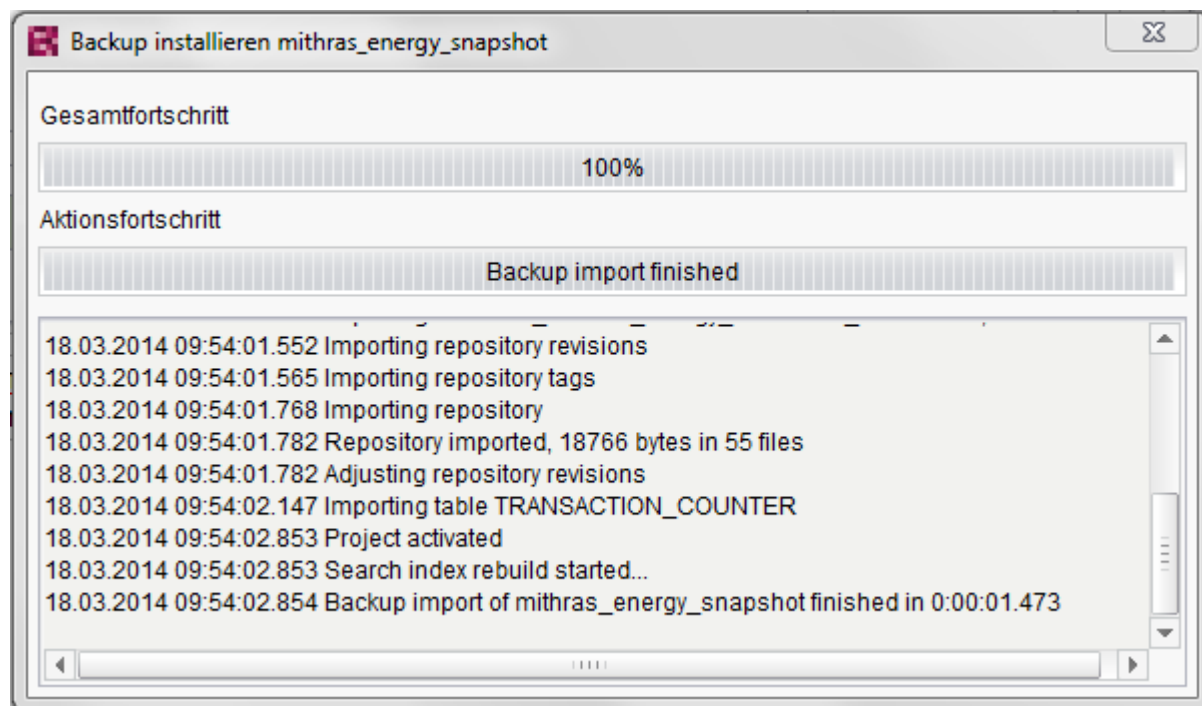 Backup installieren mithras_energy_snapshot
Gesamtfortschritt
100%
Aktionsfortschritt
Backup import finished
18.03.2014 09:54:01.552 Importing repository revisions
18.03.2014 09:54:01.565 Importing repository tags
18.03.2014 09:54:01.768 Importing repository
18.03.2014 09:54:01.782 Repository imported, 18766 bytes in 55 files
18.03.2014 09:54:01.782 Adjusting repository revisions
18.03.2014 09:54:02.147 Importing table TRANSACTION_COUNTER
18.03.2014 09:54:02.853 Project activated
18.03.2014 09:54:02.853 Search index rebuild started...
18.03.2014 09:54:02.854 Backup import of mithras_energy_snapshot finished in 0:00:01.473